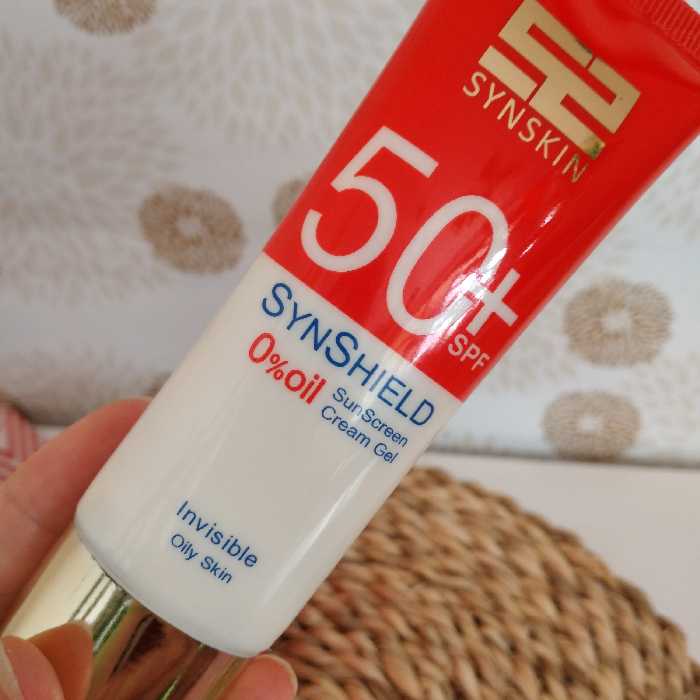 SYNSKIN
50+
SPF
SYNSHIELD
0%oil
SunScreen
Cream Gel
Invisible
Oily Skin